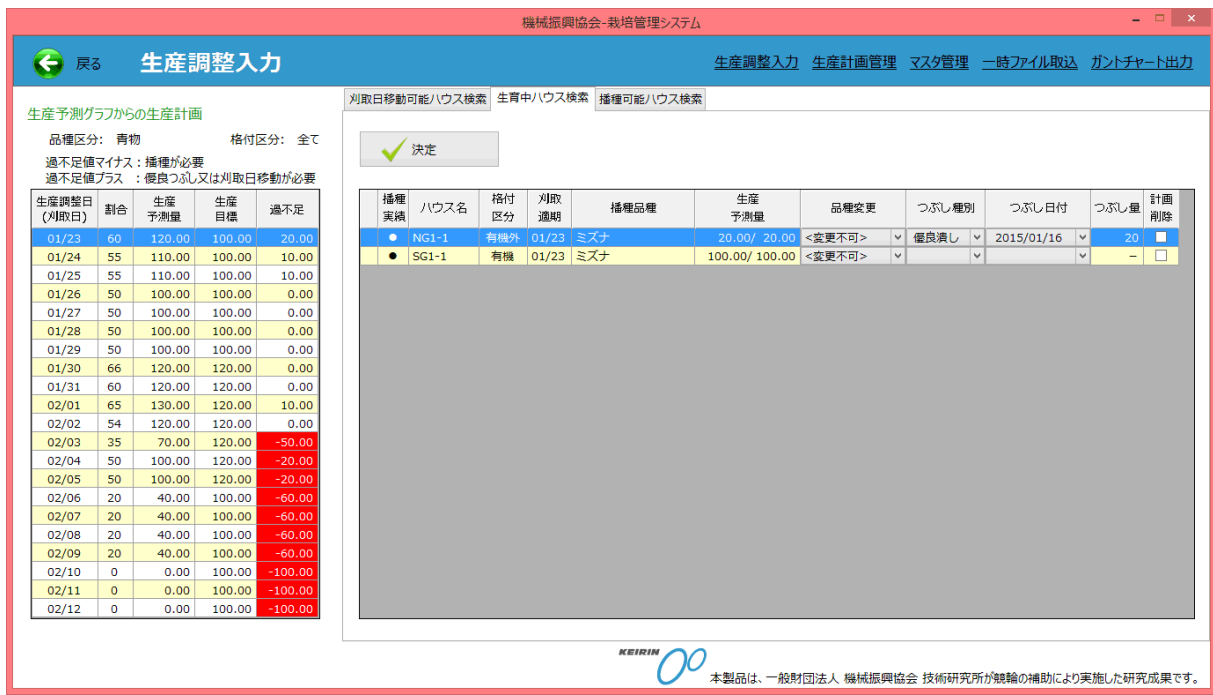 機械振興協会-栽培管理システム
戻る 生産調整入力 生産調整入力 生産計画管理 マスタ管理 一時ファイル取込 ガントチャート出力
生産予測グラフからの生産計画
品種区分: 青物 格付区分: 全て
過不足値マイナス:播種が必要
過不足値プラス :優良つぶし又は刈取日移動が必要
生産調整日(刈取日) 割合 生産予測量 生産目標 過不足
01/23 60 120.00 100.00 20.00
01/24 55 110.00 100.00 10.00
01/25 55 110.00 100.00 10.00
01/26 50 100.00 100.00 0.00
01/27 50 100.00 100.00 0.00
01/28 50 100.00 100.00 0.00
01/29 50 100.00 100.00 0.00
01/30 66 120.00 120.00 0.00
01/31 60 120.00 120.00 0.00
02/01 65 130.00 120.00 10.00
02/02 54 120.00 120.00 0.00
02/03 35 70.00 120.00 -50.00
02/04 50 100.00 120.00 -20.00
02/05 50 100.00 120.00 -20.00
02/06 20 40.00 100.00 -60.00
02/07 20 40.00 100.00 -60.00
02/08 20 40.00 100.00 -60.00
02/09 20 40.00 100.00 -60.00
02/10 0 0.00 100.00 -100.00
02/11 0 0.00 100.00 -100.00
02/12 0 0.00 100.00 -100.00
刈取日移動可能ハウス検索 生育中ハウス検索 播種可能ハウス検索
決定
播種実績 ハウス名 格付区分 刈取適期 播種品種 生産予測量 品種変更 つぶし種別 つぶし日付 つぶし量 計画削除
● NG1-1 有機外 01/23 ミズナ 20.00/ 20.00 <変更不可> 優良潰し 2015/01/16 20
● SG1-1 有機 01/23 ミズナ 100.00/ 100.00 <変更不可> –
KEIRIN
本製品は、一般財団法人 機械振興協会 技術研究所が競輪の補助により実施した研究成果です。